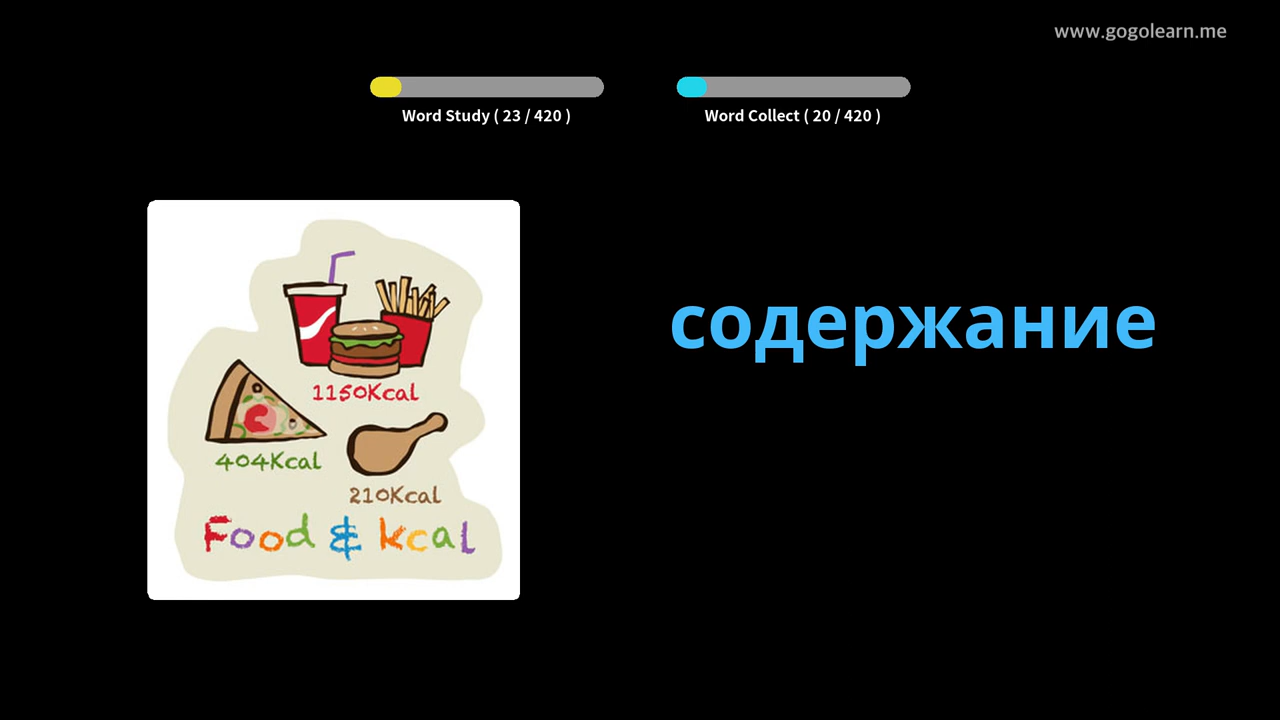 www.gogolearn.me
Word Study ( 23 / 420 )
Word Collect ( 20 / 420 )
содержание
1150Kcal
404Kcal
210Kcal
Food & kcal